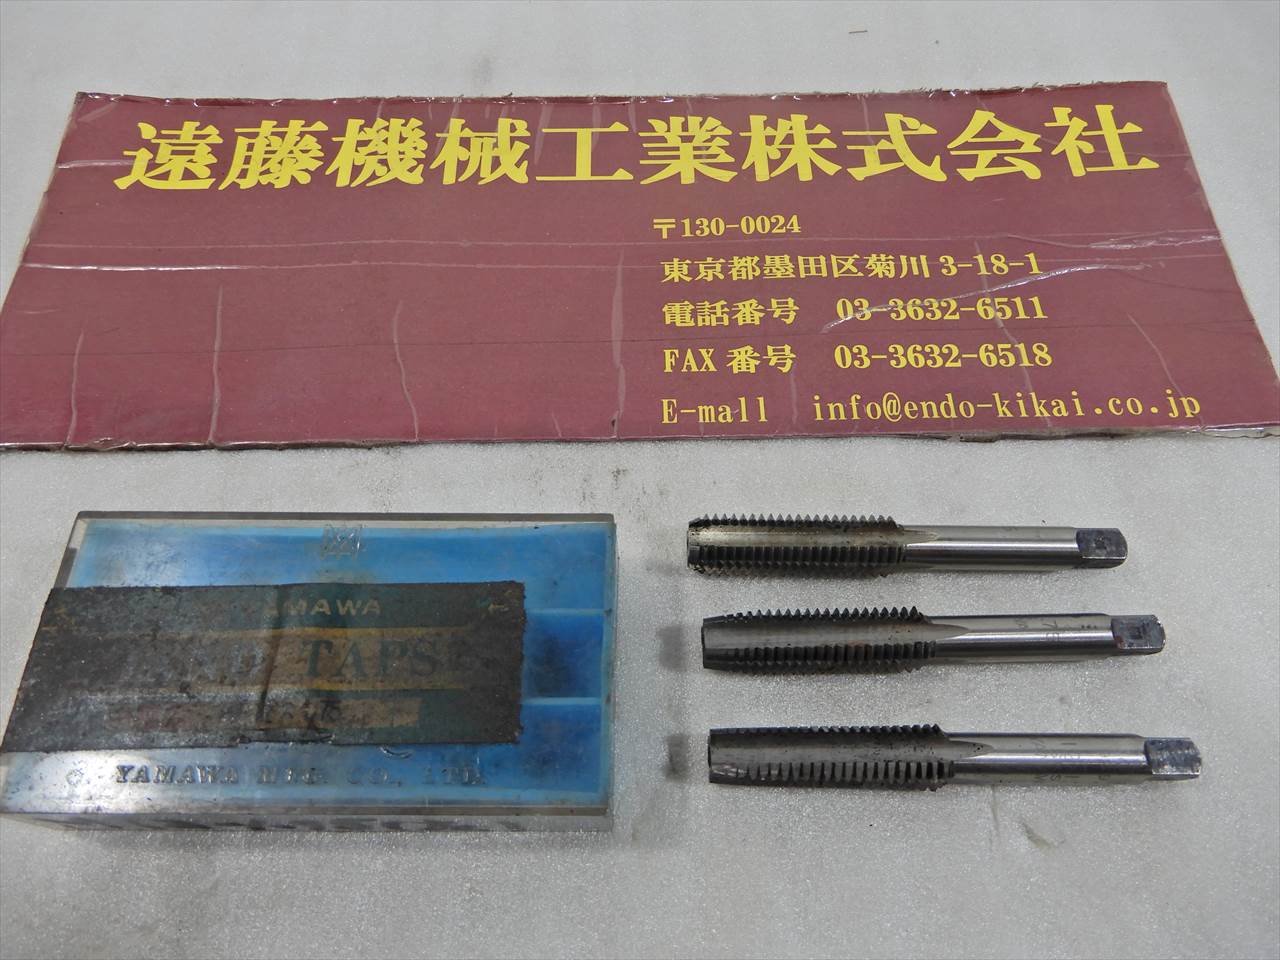 遠藤機械工業株式会社
〒130-0024
東京都墨田区菊川 3-18-1
電話番号 03-3632-6511
FAX 番号 03-3632-6518
E-mall info@endo-kikai.co.jp
YAMAWA
HAND TAPS
YAMAWA MFG. CO., LTD.